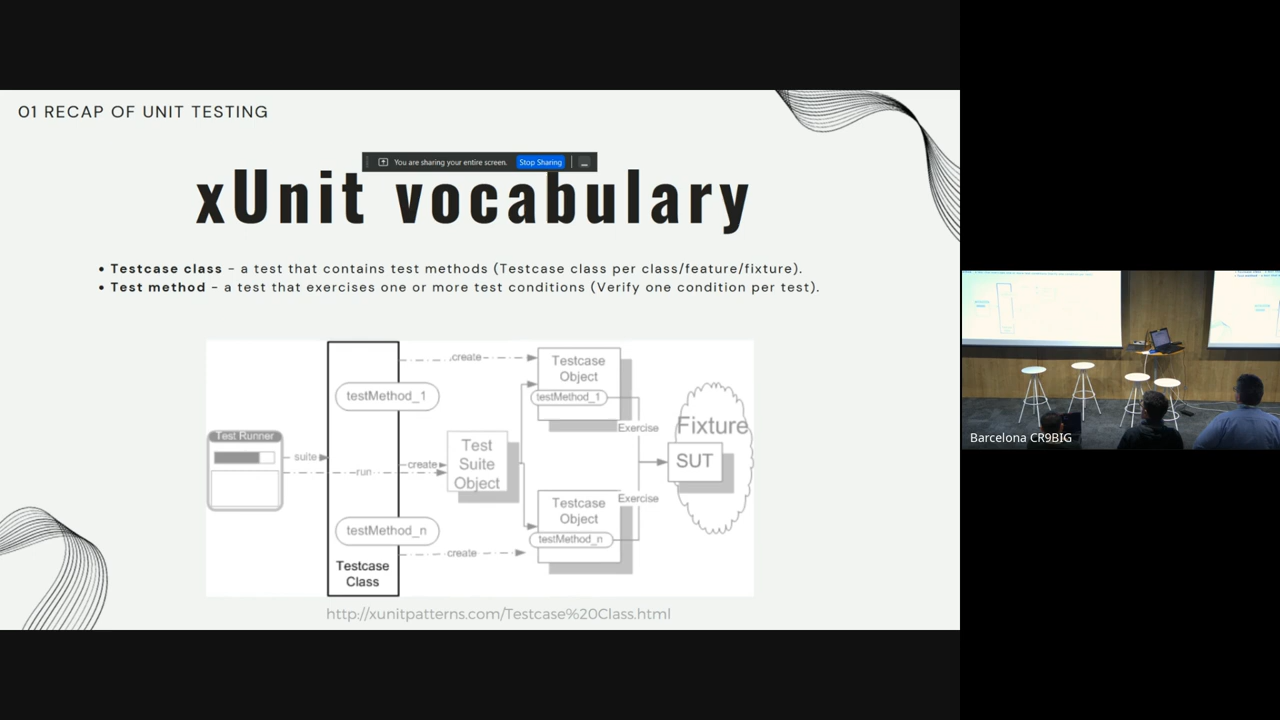 01 RECAP OF UNIT TESTING
You are sharing your entire screen.
Stop Sharing
xUnit vocabulary
• Testcase class – a test that contains test methods (Testcase class per class/feature/fixture).
• Test method – a test that exercises one or more test conditions (Verify one condition per test).
create
Testcase
Object
testMethod_1
testMethod_1
Exercise
Fixture
Test Runner
suite
create
run
Test
Suite
Object
SUT
Exercise
Testcase
Object
testMethod_n
testMethod_n
create
Testcase
Class
http://xunitpatterns.com/Testcase%20Class.html
Barcelona CR9BIG